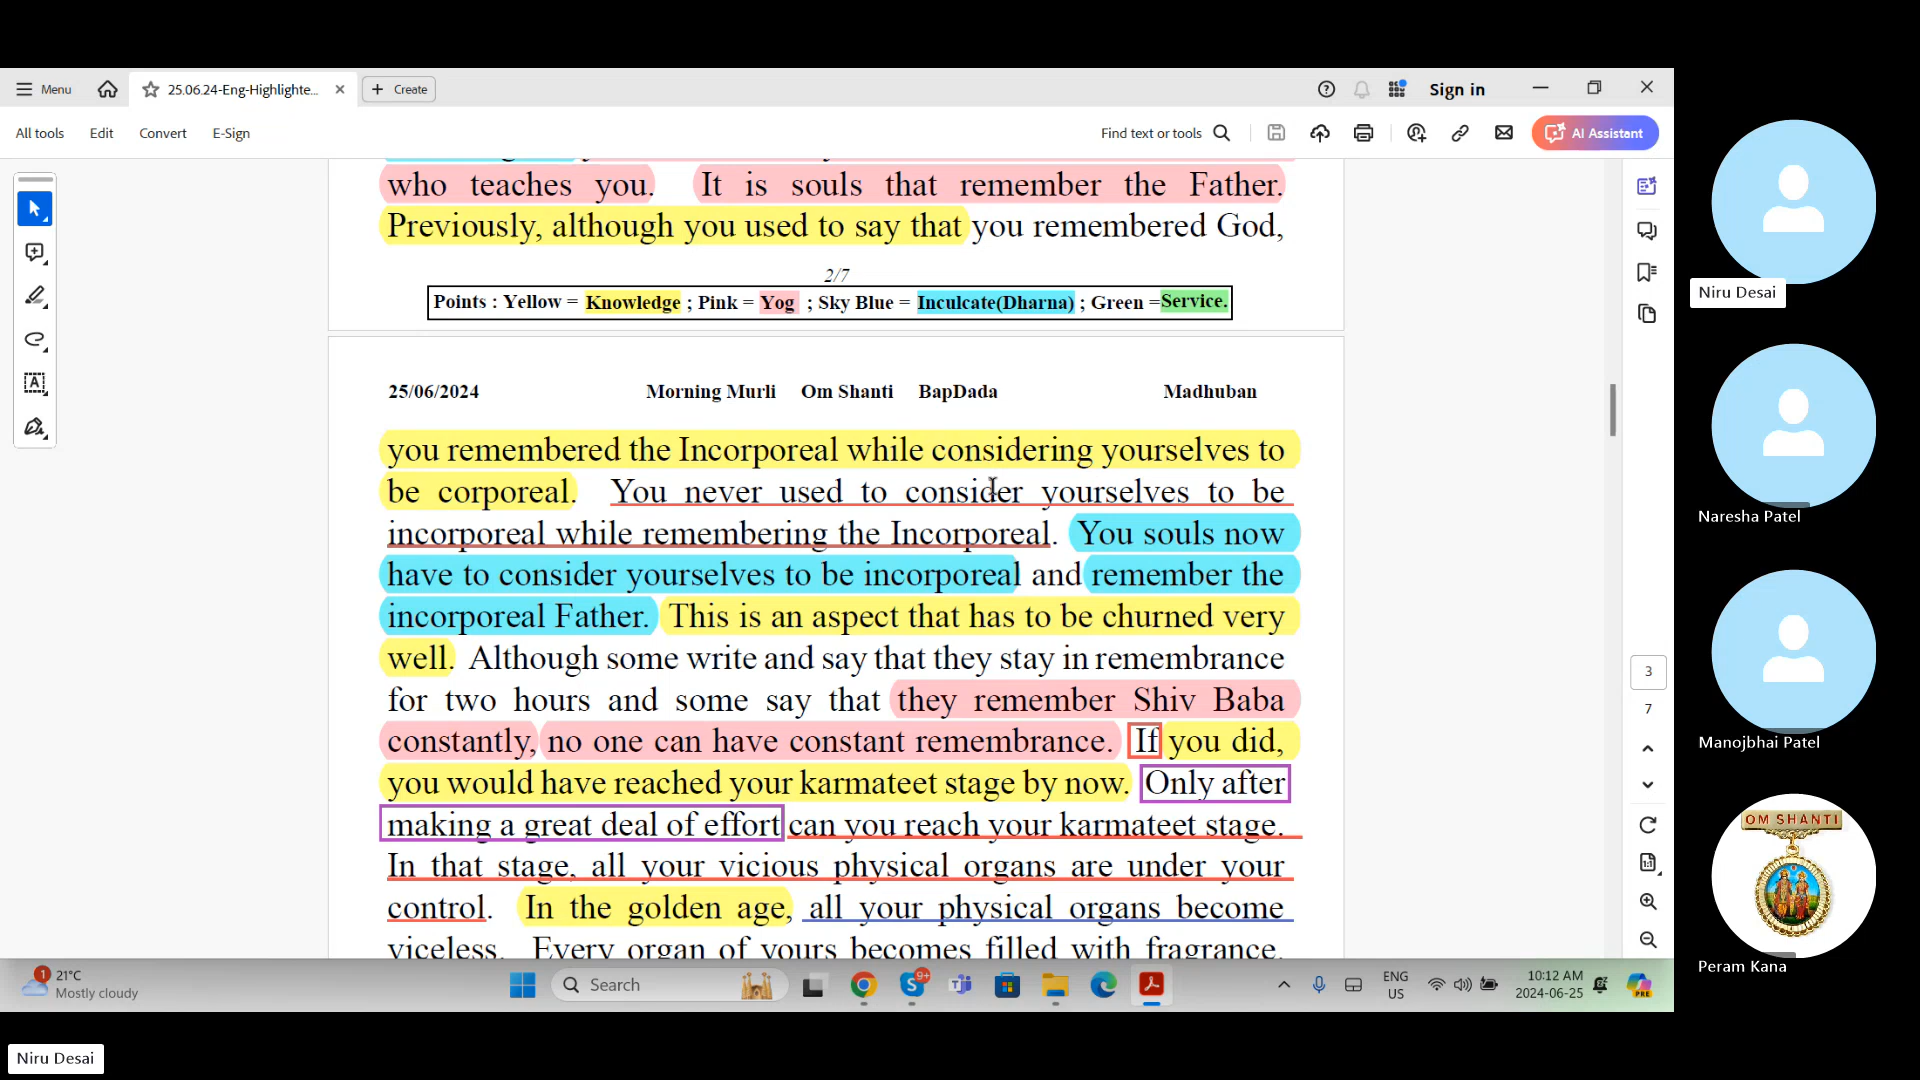 Menu
25.06.24-Eng-Highlighte...
Create
Sign in
All tools
Edit
Convert
E-Sign
Find text or tools
AI Assistant
who teaches you. It is souls that remember the Father.
Previously, although you used to say that you remembered God,
2/7
Points : Yellow = Knowledge ; Pink = Yog ; Sky Blue = Inculcate(Dharna) ; Green =Service.
25/06/2024 Morning Murli Om Shanti BapDada Madhuban
you remembered the Incorporeal while considering yourselves to
be corporeal. You never used to consider yourselves to be
incorporeal while remembering the Incorporeal. You souls now
have to consider yourselves to be incorporeal and remember the
incorporeal Father. This is an aspect that has to be churned very
well. Although some write and say that they stay in remembrance
for two hours and some say that they remember Shiv Baba
constantly, no one can have constant remembrance. If you did,
you would have reached your karmateet stage by now. Only after
making a great deal of effort can you reach your karmateet stage.
In that stage, all your vicious physical organs are under your
control. In the golden age, all your physical organs become
viceless. Every organ of yours becomes filled with fragrance.
3
7
1
21°C
Mostly cloudy
Search
9+
ENG
US
10:12 AM
2024-06-25
PRE
Niru Desai
Naresha Patel
Manojbhai Patel
OM SHANTI
Peram Kana
Niru Desai